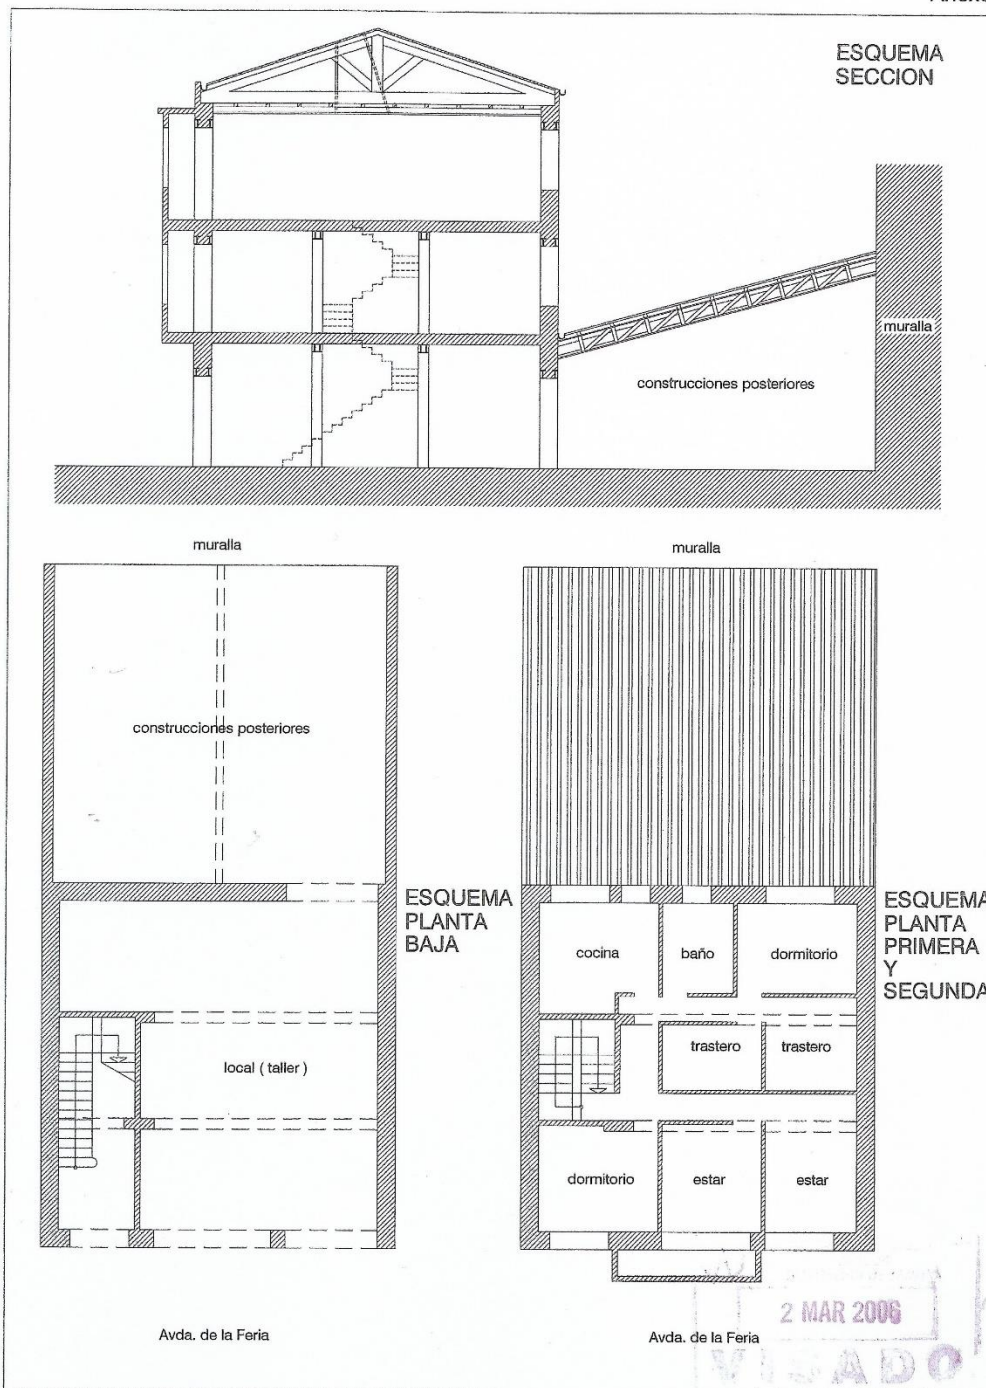 ESQUEMA
SECCION
muralla
construcciones posteriores
muralla
construcciones posteriores
ESQUEMA
PLANTA
BAJA
local ( taller )
Avda. de la Feria
muralla
ESQUEMA
PLANTA
PRIMERA
Y
SEGUNDA
cocina
baño
dormitorio
trastero
trastero
dormitorio
estar
estar
Avda. de la Feria
2 MAR 2006
VISADO